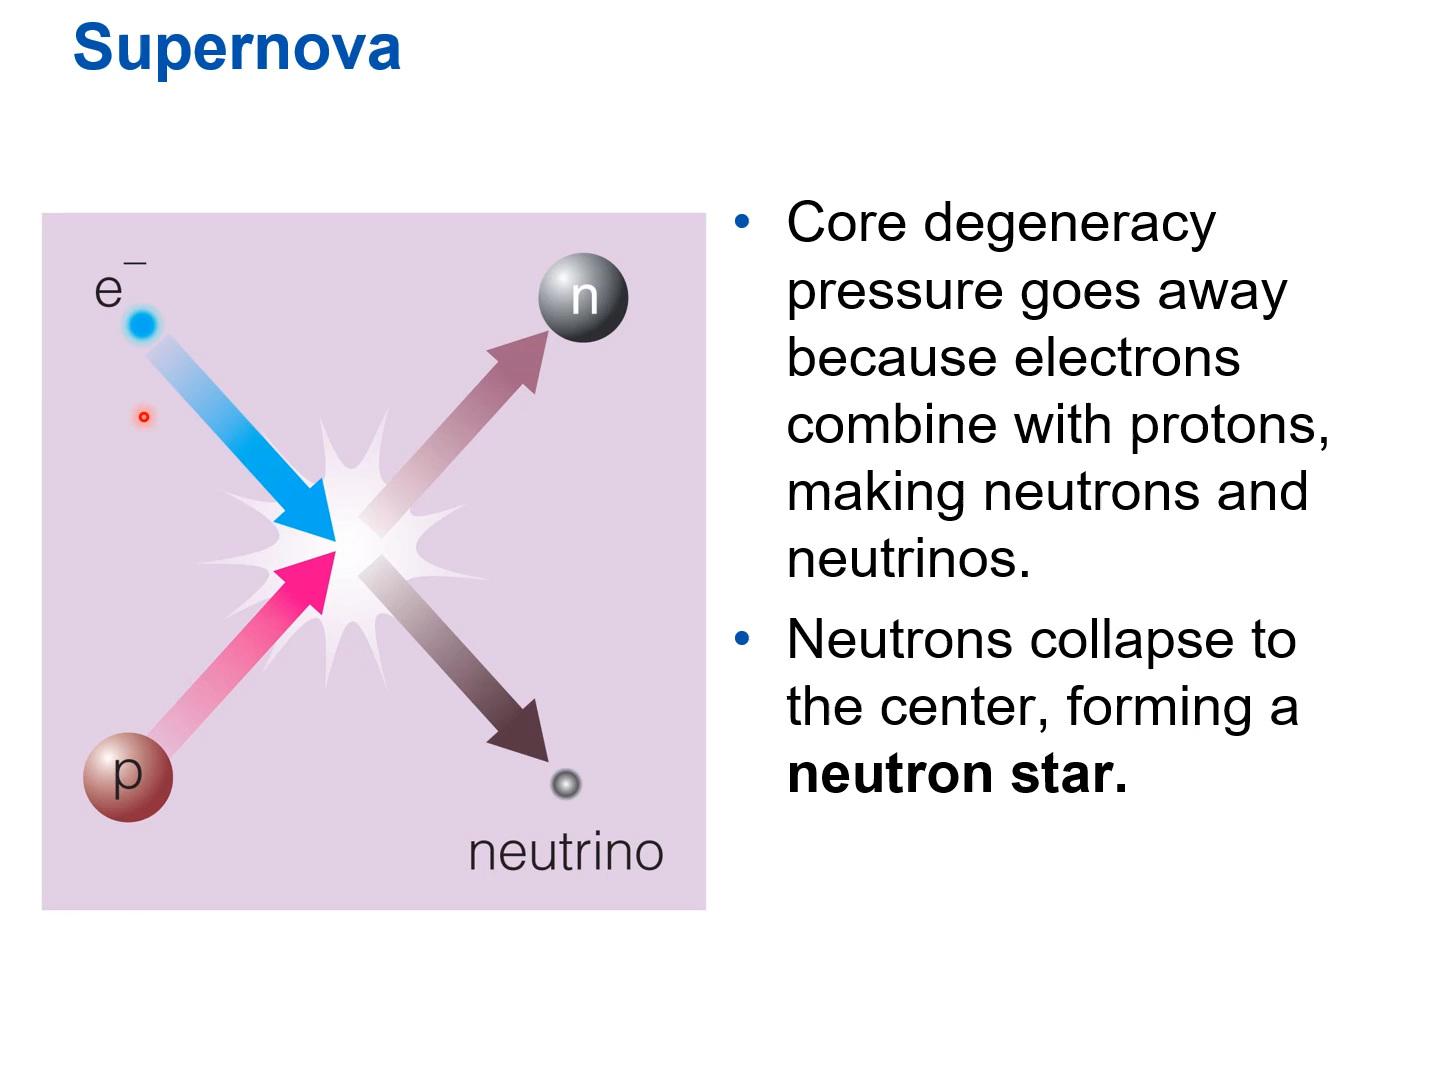 Supernova
e⁻
n
p
neutrino
• Core degeneracy
pressure goes away
because electrons
combine with protons,
making neutrons and
neutrinos.
• Neutrons collapse to
the center, forming a
neutron star.